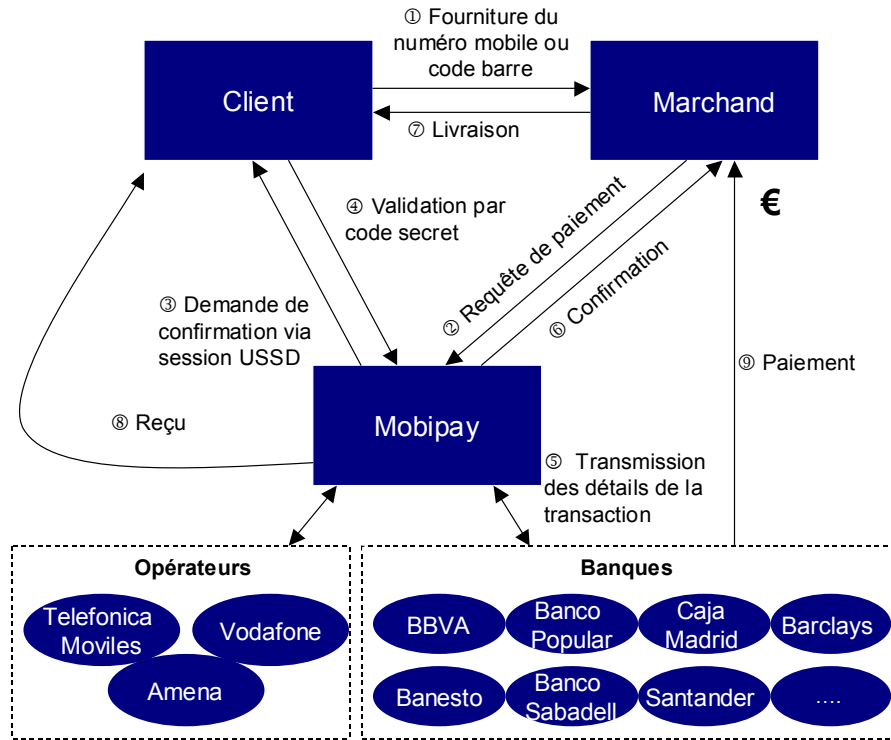 ① Fourniture du
numéro mobile ou
code barre
Client
Marchand
⑦ Livraison
④ Validation par
code secret
€
② Requête de paiement
⑥ Confirmation
③ Demande de
confirmation via
session USSD
⑨ Paiement
⑧ Reçu
Mobipay
⑤ Transmission
des détails de la
transaction
Opérateurs
Telefonica
Moviles
Vodafone
Amena
Banques
BBVA
Banco
Popular
Caja
Madrid
Barclays
Banesto
Banco
Sabadell
Santander
....